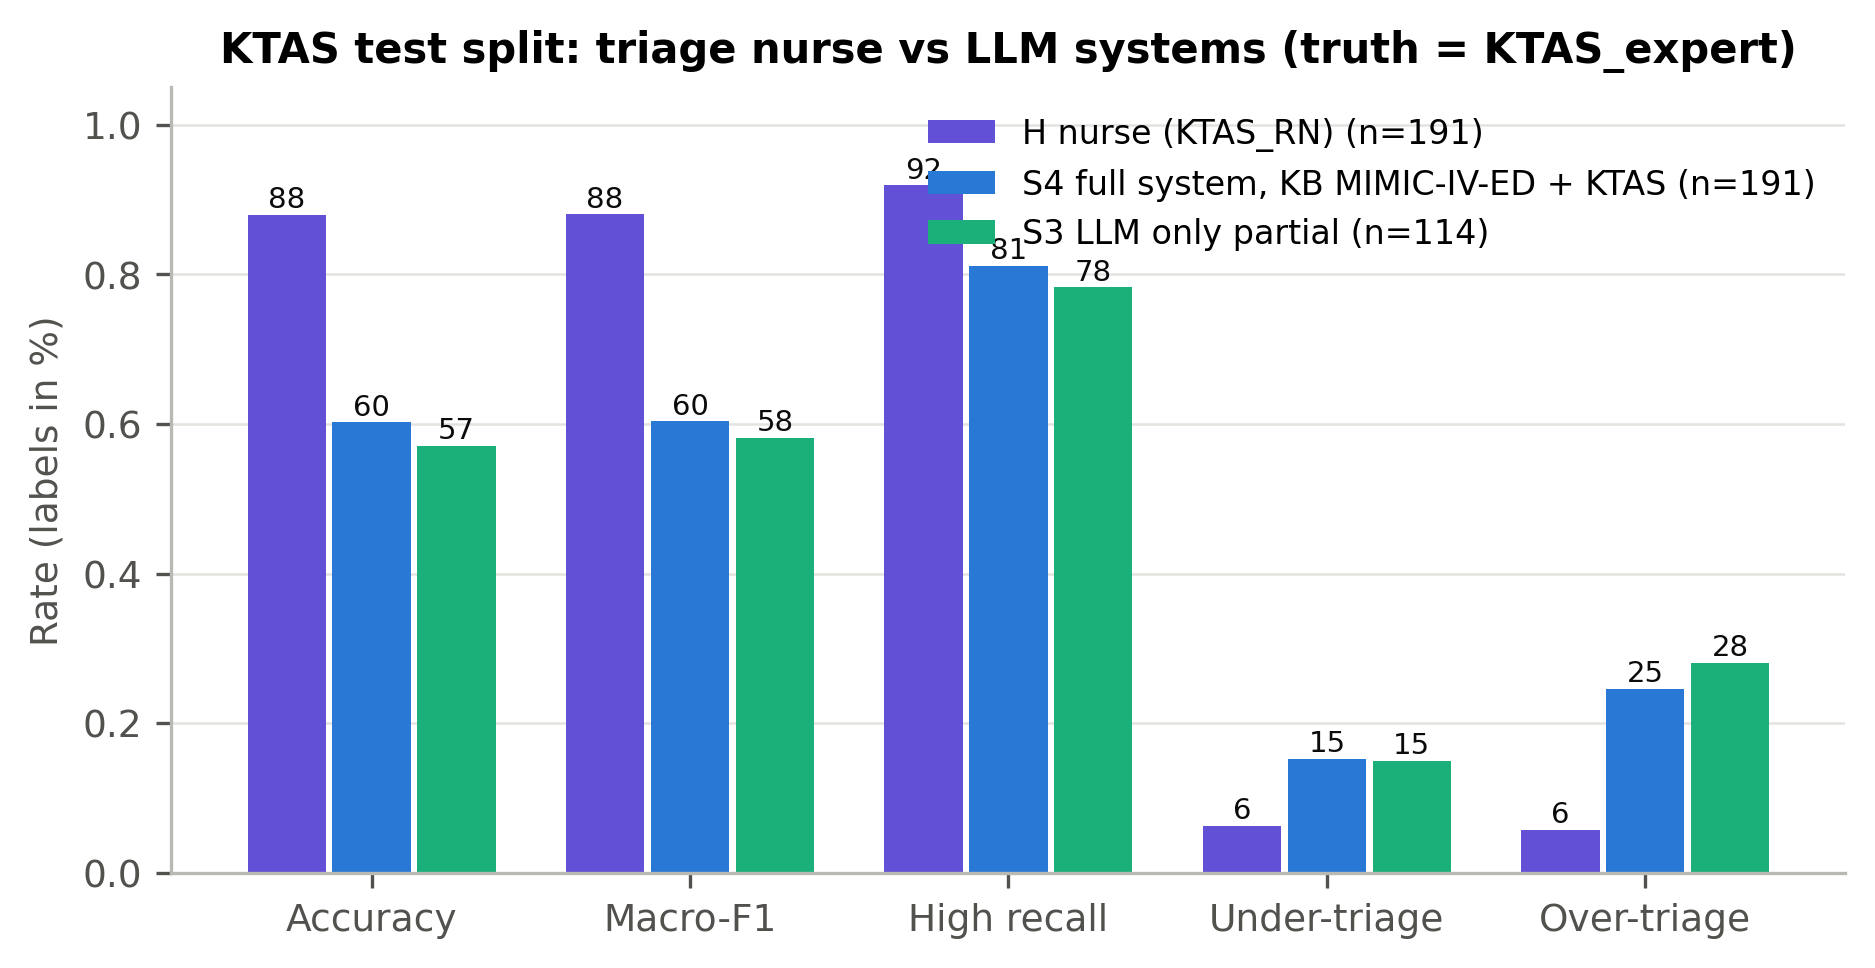 KTAS test split: triage nurse vs LLM systems (truth = KTAS_expert)
Rate (labels in %)
1.0
0.8
0.6
0.4
0.2
0.0
H nurse (KTAS_RN) (n=191)
S4 full system, KB MIMIC-IV-ED + KTAS (n=191)
S3 LLM only partial (n=114)
88
60
57
88
60
58
92
81
78
6
15
15
6
25
28
Accuracy
Macro-F1
High recall
Under-triage
Over-triage